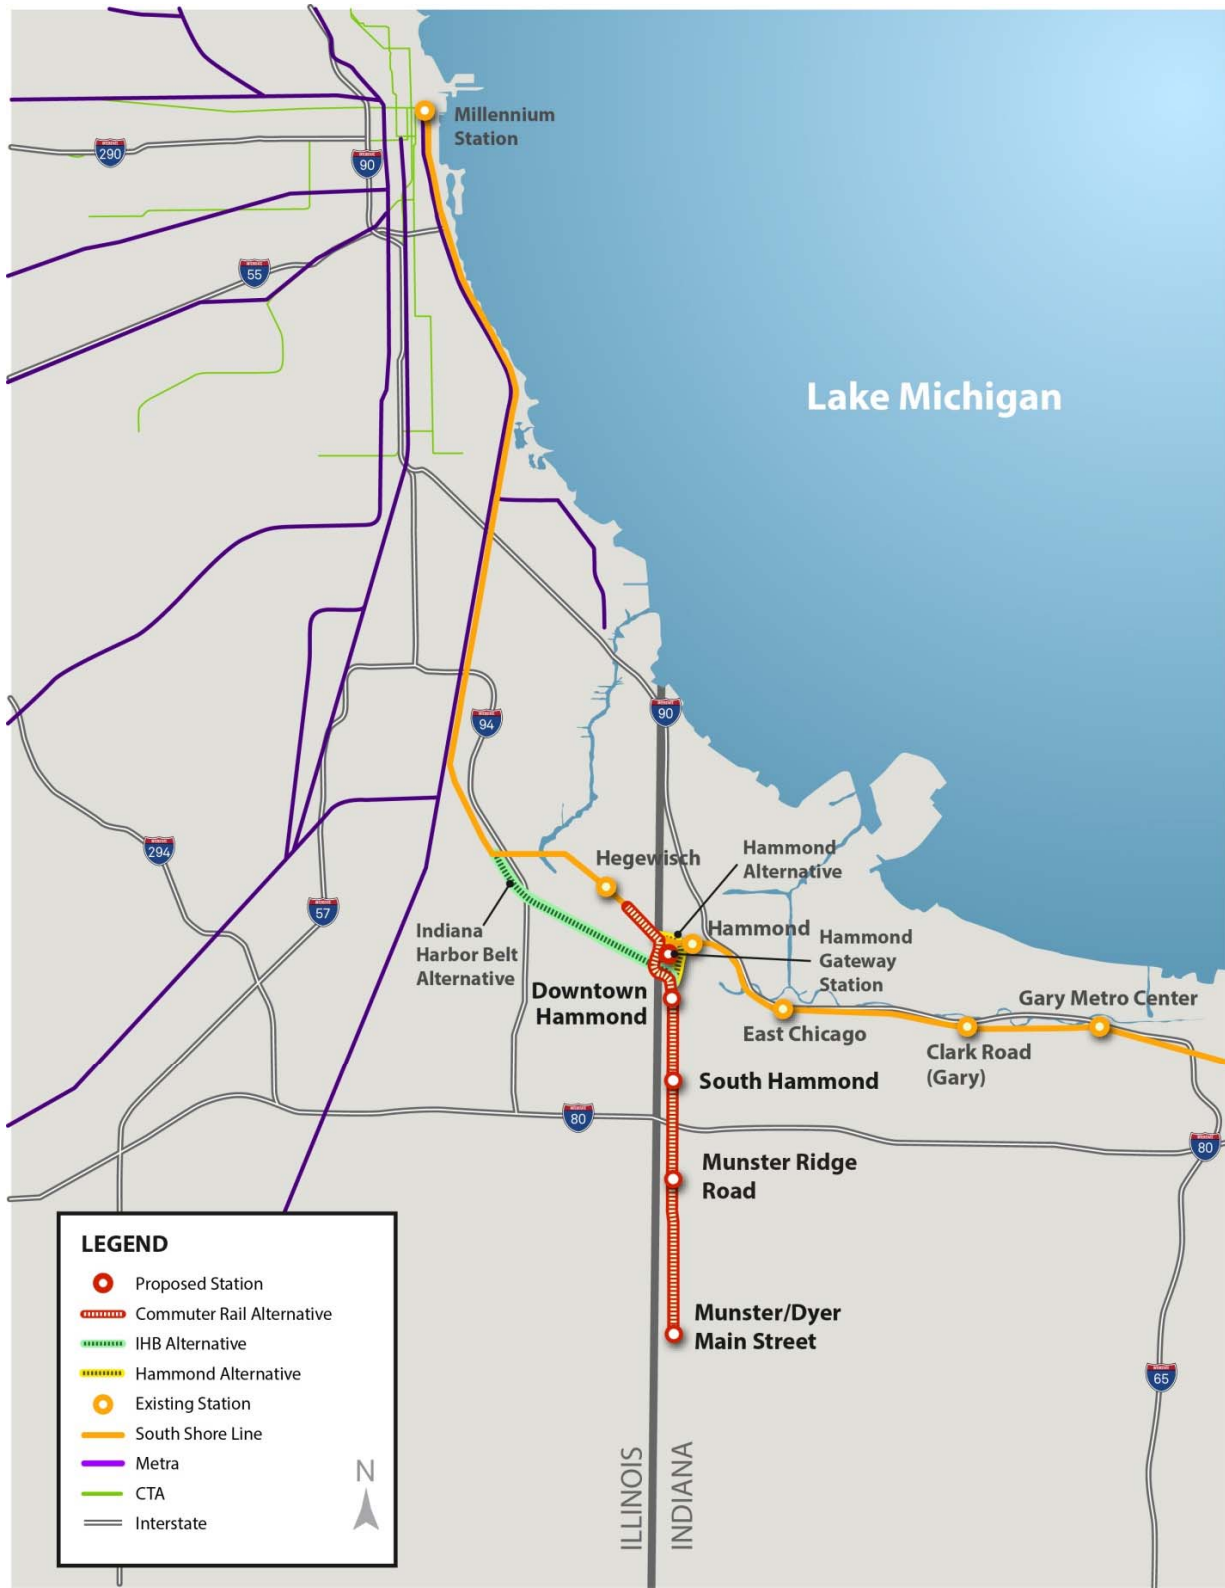 Millennium
Station
290
90
55
Lake Michigan
94
90
294
57
Hegewisch
Hammond
Alternative
Indiana
Harbor Belt
Alternative
Hammond
Hammond
Gateway
Station
Downtown
Hammond
East Chicago
Gary Metro Center
Clark Road
(Gary)
South Hammond
80
80
Munster Ridge
Road
Munster/Dyer
Main Street
65
ILLINOIS
INDIANA
LEGEND
Proposed Station
Commuter Rail Alternative
IHB Alternative
Hammond Alternative
Existing Station
South Shore Line
Metra
CTA
Interstate
N